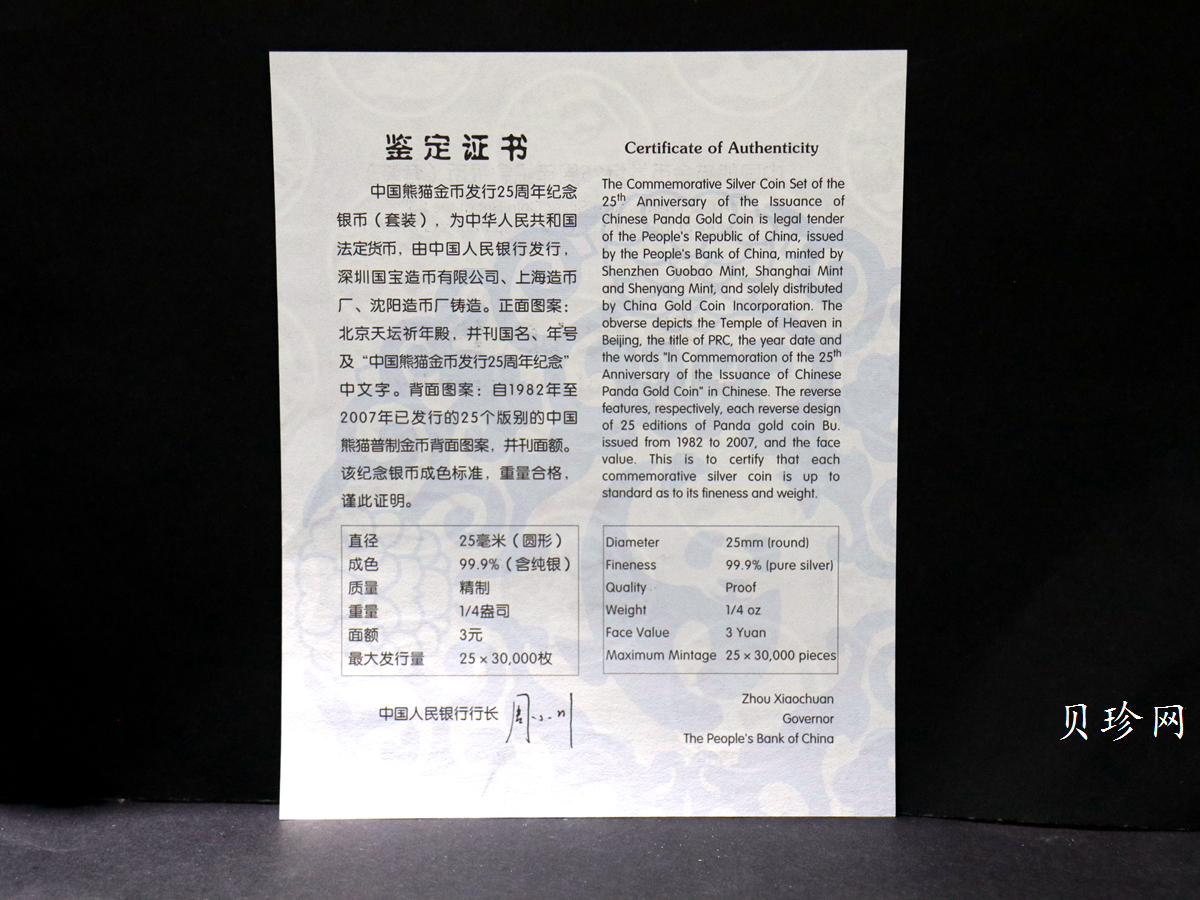 鉴定证书
中国熊猫金币发行25周年纪念
银币（套装），为中华人民共和国
法定货币，由中国人民银行发行，
深圳国宝造币有限公司、上海造币
厂、沈阳造币厂铸造。正面图案：
北京天坛祈年殿，并刊国名、年号
及“中国熊猫金币发行25周年纪念”
中文字。背面图案：自1982年至
2007年已发行的25个版别的中国
熊猫普制金币背面图案，并刊面额。
该纪念银币成色标准，重量合格，
谨此证明。
直径 25毫米（圆形）
成色 99.9%（含纯银）
质量 精制
重量 1/4盎司
面额 3元
最大发行量 25×30,000枚
中国人民银行行长 周小川
Certificate of Authenticity
The Commemorative Silver Coin Set of the
25th Anniversary of the Issuance of
Chinese Panda Gold Coin is legal tender
of the People's Republic of China, issued
by the People's Bank of China, minted by
Shenzhen Guobao Mint, Shanghai Mint
and Shenyang Mint, and solely distributed
by China Gold Coin Incorporation. The
obverse depicts the Temple of Heaven in
Beijing, the title of PRC, the year date and
the words "In Commemoration of the 25th
Anniversary of the Issuance of Chinese
Panda Gold Coin" in Chinese. The reverse
features, respectively, each reverse design
of 25 editions of Panda gold coin Bu.
issued from 1982 to 2007, and the face
value. This is to certify that each
commemorative silver coin is up to
standard as to its fineness and weight.
Diameter 25mm (round)
Fineness 99.9% (pure silver)
Quality Proof
Weight 1/4 oz
Face Value 3 Yuan
Maximum Mintage 25×30,000 pieces
Zhou Xiaochuan
Governor
The People's Bank of China
贝珍网